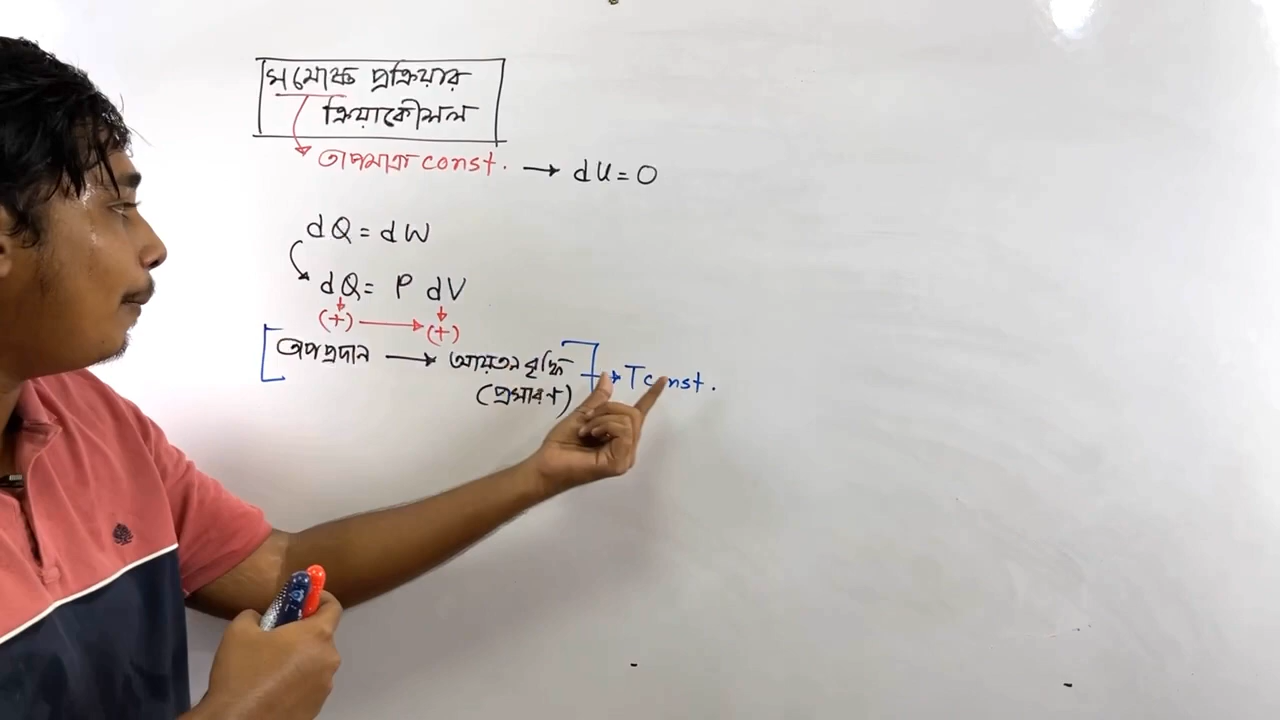 সমোষ্ণ প্রক্রিয়ার
ক্রিয়াকৌশল
তাপমাত্রা const. → dU = 0
dQ = dW
dQ = P dV
(+) → (+)
[ তাপপ্রদান → আয়তন বৃদ্ধি ] → T const.
(প্রসারণ)